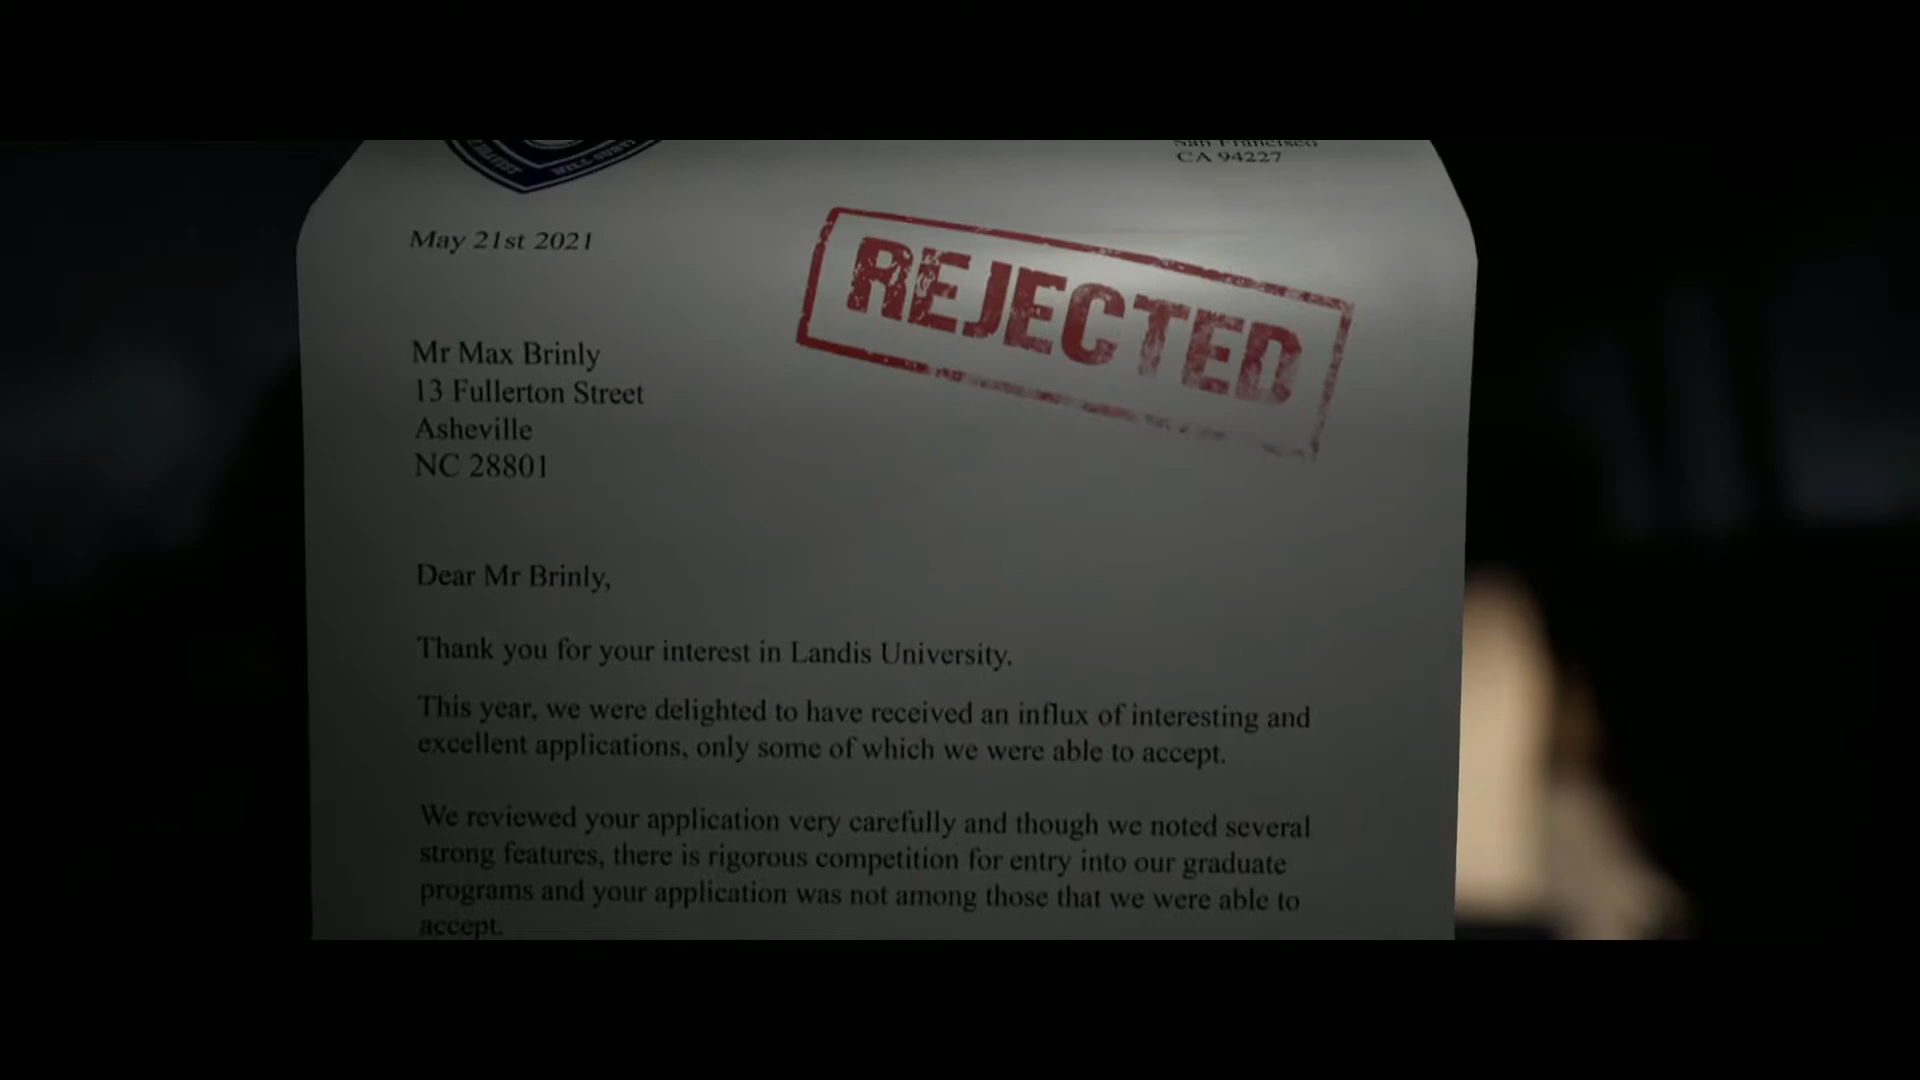 San Francisco
CA 94227
May 21st 2021
REJECTED
Mr Max Brinly
13 Fullerton Street
Asheville
NC 28801
Dear Mr Brinly,
Thank you for your interest in Landis University.
This year, we were delighted to have received an influx of interesting and
excellent applications, only some of which we were able to accept.
We reviewed your application very carefully and though we noted several
strong features, there is rigorous competition for entry into our graduate
programs and your application was not among those that we were able to
accept.